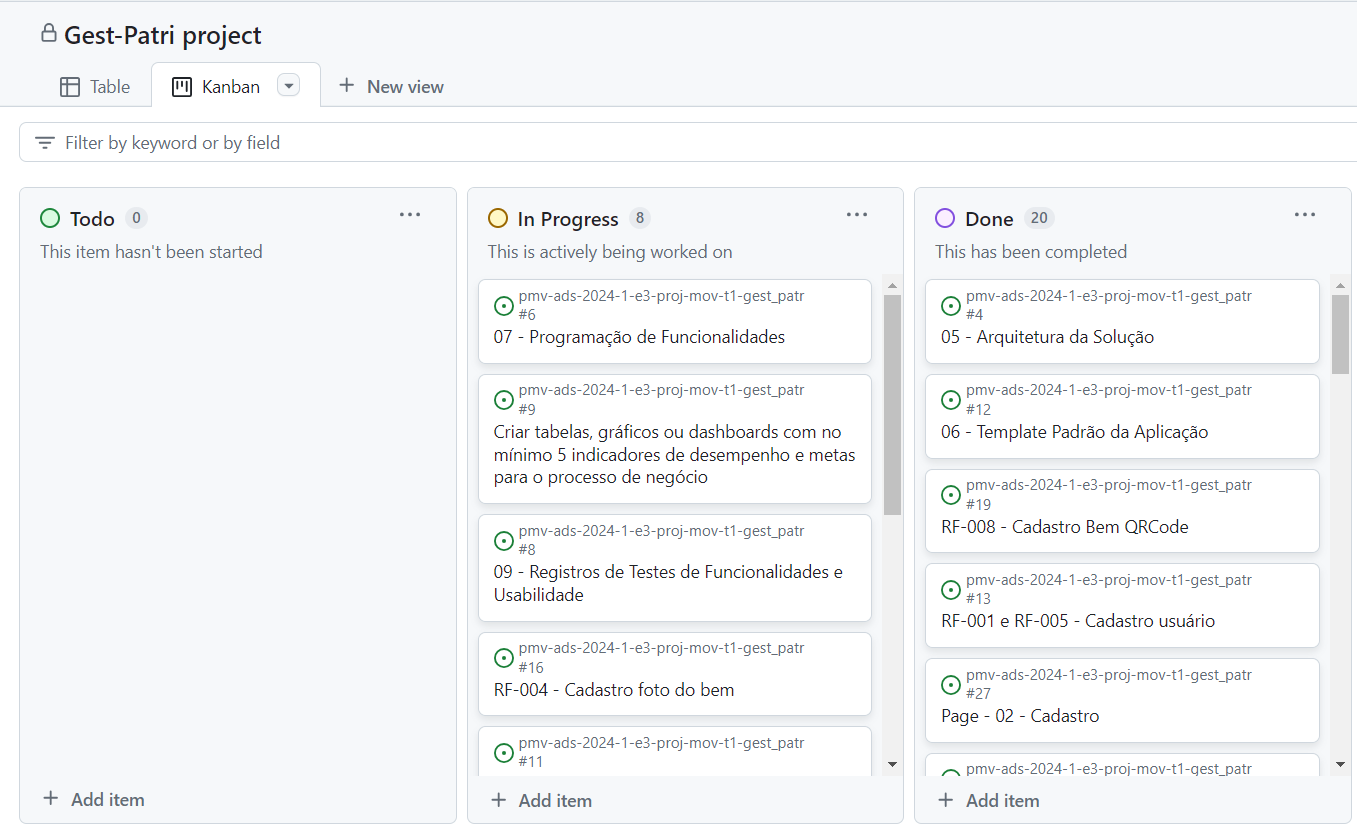 Gest-Patri project
Table
Kanban
New view
Filter by keyword or by field
Todo 0
This item hasn't been started
Add item
In Progress 8
This is actively being worked on
pmv-ads-2024-1-e3-proj-mov-t1-gest_patr
#6
07 - Programação de Funcionalidades
pmv-ads-2024-1-e3-proj-mov-t1-gest_patr
#9
Criar tabelas, gráficos ou dashboards com no
mínimo 5 indicadores de desempenho e metas
para o processo de negócio
pmv-ads-2024-1-e3-proj-mov-t1-gest_patr
#8
09 - Registros de Testes de Funcionalidades e
Usabilidade
pmv-ads-2024-1-e3-proj-mov-t1-gest_patr
#16
RF-004 - Cadastro foto do bem
pmv-ads-2024-1-e3-proj-mov-t1-gest_patr
#11
Add item
Done 20
This has been completed
pmv-ads-2024-1-e3-proj-mov-t1-gest_patr
#4
05 - Arquitetura da Solução
pmv-ads-2024-1-e3-proj-mov-t1-gest_patr
#12
06 - Template Padrão da Aplicação
pmv-ads-2024-1-e3-proj-mov-t1-gest_patr
#19
RF-008 - Cadastro Bem QRCode
pmv-ads-2024-1-e3-proj-mov-t1-gest_patr
#13
RF-001 e RF-005 - Cadastro usuário
pmv-ads-2024-1-e3-proj-mov-t1-gest_patr
#27
Page - 02 - Cadastro
pmv-ads-2024-1-e3-proj-mov-t1-gest_patr
Add item